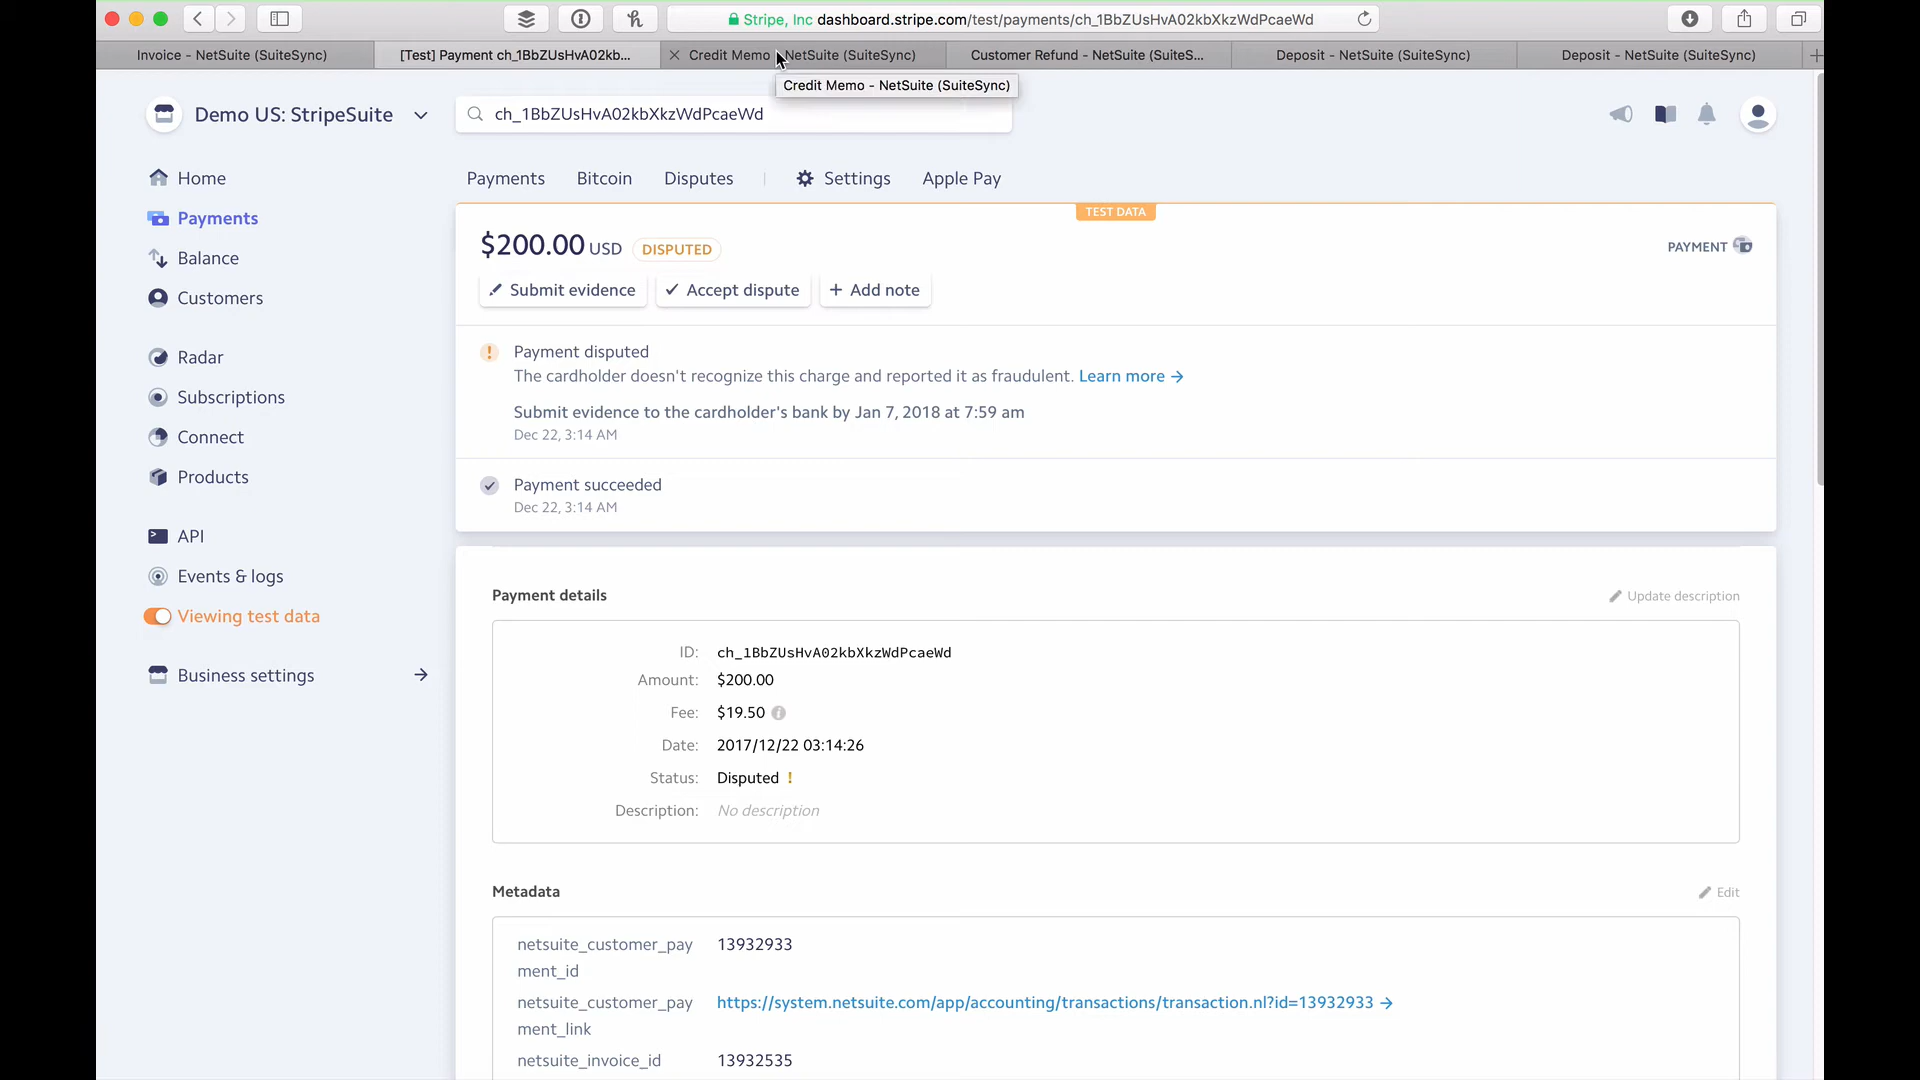 Stripe, Inc dashboard.stripe.com/test/payments/ch_1BbZUsHvA02kbXkzWdPcaeWd
Invoice - NetSuite (SuiteSync)
[Test] Payment ch_1BbZUsHvA02kb...
Credit Memo - NetSuite (SuiteSync)
Customer Refund - NetSuite (SuiteS...
Deposit - NetSuite (SuiteSync)
Deposit - NetSuite (SuiteSync)
Credit Memo - NetSuite (SuiteSync)
Demo US: StripeSuite
ch_1BbZUsHvA02kbXkzWdPcaeWd
Home
Payments
Balance
Customers
Radar
Subscriptions
Connect
Products
API
Events & logs
Viewing test data
Business settings
Payments Bitcoin Disputes Settings Apple Pay
TEST DATA
$200.00 USD DISPUTED
PAYMENT
Submit evidence Accept dispute + Add note
Payment disputed
The cardholder doesn't recognize this charge and reported it as fraudulent. Learn more →
Submit evidence to the cardholder's bank by Jan 7, 2018 at 7:59 am
Dec 22, 3:14 AM
Payment succeeded
Dec 22, 3:14 AM
Payment details
Update description
ID: ch_1BbZUsHvA02kbXkzWdPcaeWd
Amount: $200.00
Fee: $19.50
Date: 2017/12/22 03:14:26
Status: Disputed !
Description: No description
Metadata
Edit
netsuite_customer_pay 13932933
ment_id
netsuite_customer_pay https://system.netsuite.com/app/accounting/transactions/transaction.nl?id=13932933 →
ment_link
netsuite_invoice_id 13932535